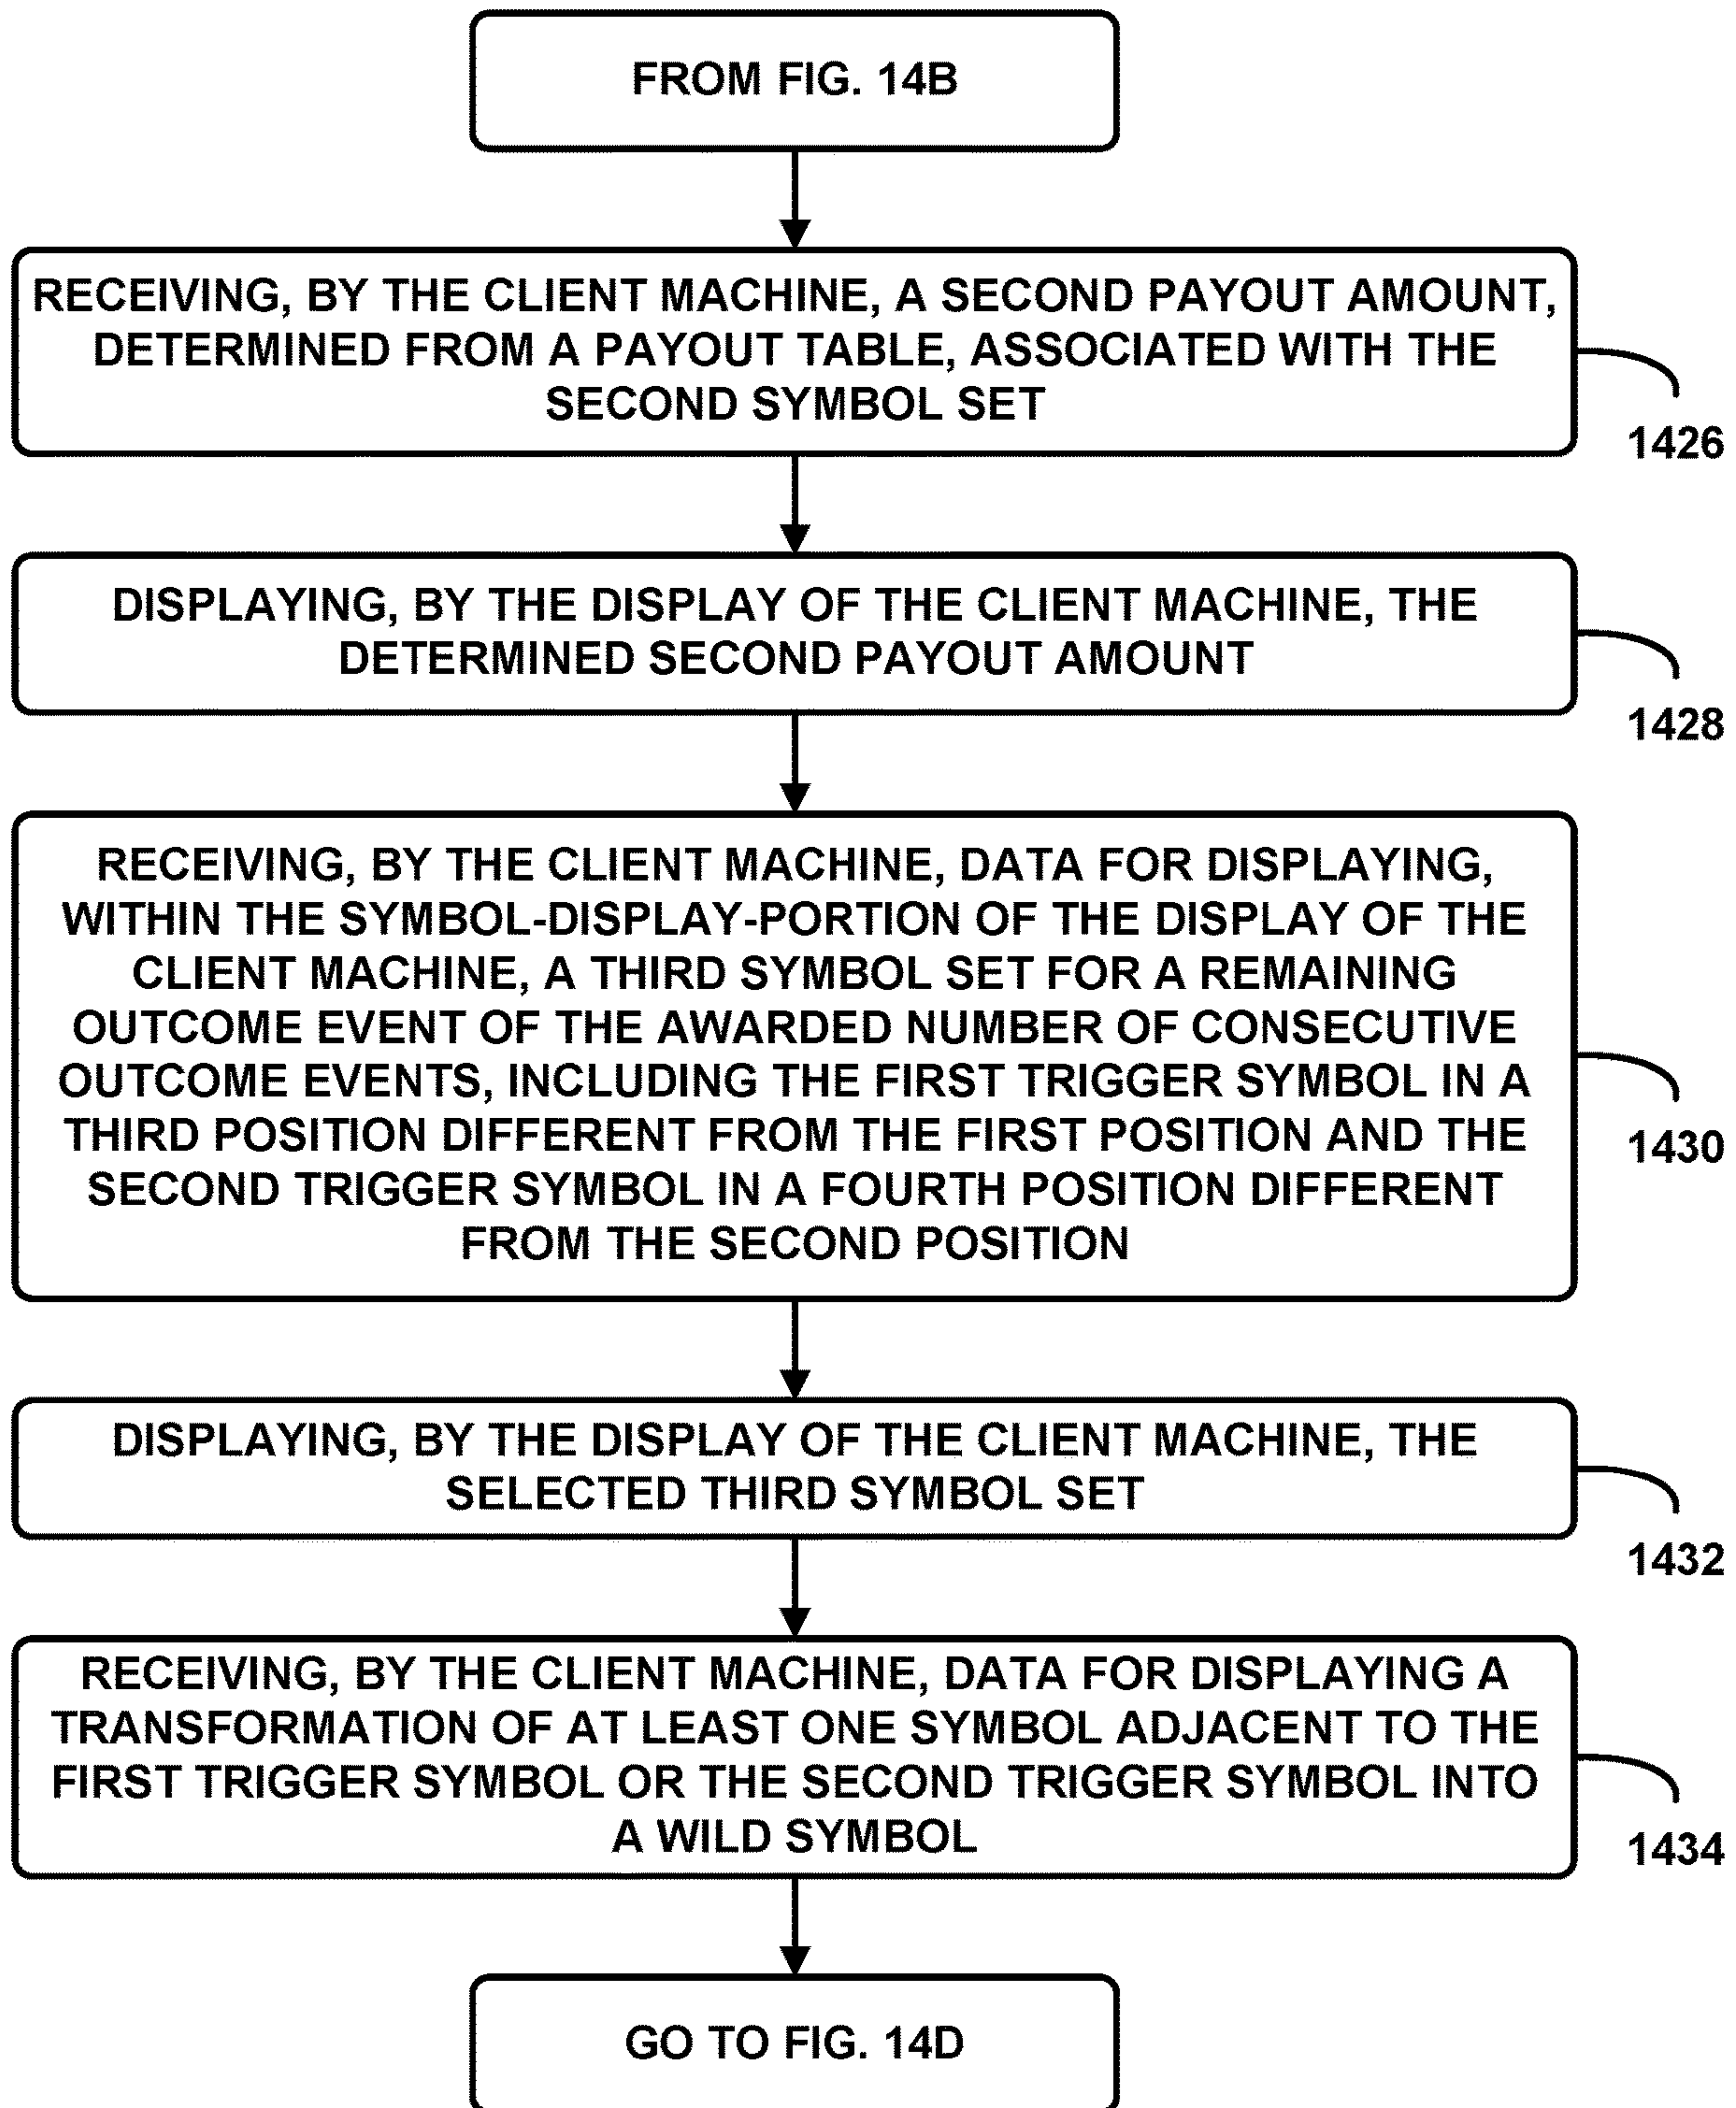 FROM FIG. 14B
RECEIVING, BY THE CLIENT MACHINE, A SECOND PAYOUT AMOUNT,
DETERMINED FROM A PAYOUT TABLE, ASSOCIATED WITH THE
SECOND SYMBOL SET
1426
DISPLAYING, BY THE DISPLAY OF THE CLIENT MACHINE, THE
DETERMINED SECOND PAYOUT AMOUNT
1428
RECEIVING, BY THE CLIENT MACHINE, DATA FOR DISPLAYING,
WITHIN THE SYMBOL-DISPLAY-PORTION OF THE DISPLAY OF THE
CLIENT MACHINE, A THIRD SYMBOL SET FOR A REMAINING
OUTCOME EVENT OF THE AWARDED NUMBER OF CONSECUTIVE
OUTCOME EVENTS, INCLUDING THE FIRST TRIGGER SYMBOL IN A
THIRD POSITION DIFFERENT FROM THE FIRST POSITION AND THE
SECOND TRIGGER SYMBOL IN A FOURTH POSITION DIFFERENT
FROM THE SECOND POSITION
1430
DISPLAYING, BY THE DISPLAY OF THE CLIENT MACHINE, THE
SELECTED THIRD SYMBOL SET
1432
RECEIVING, BY THE CLIENT MACHINE, DATA FOR DISPLAYING A
TRANSFORMATION OF AT LEAST ONE SYMBOL ADJACENT TO THE
FIRST TRIGGER SYMBOL OR THE SECOND TRIGGER SYMBOL INTO
A WILD SYMBOL
1434
GO TO FIG. 14D